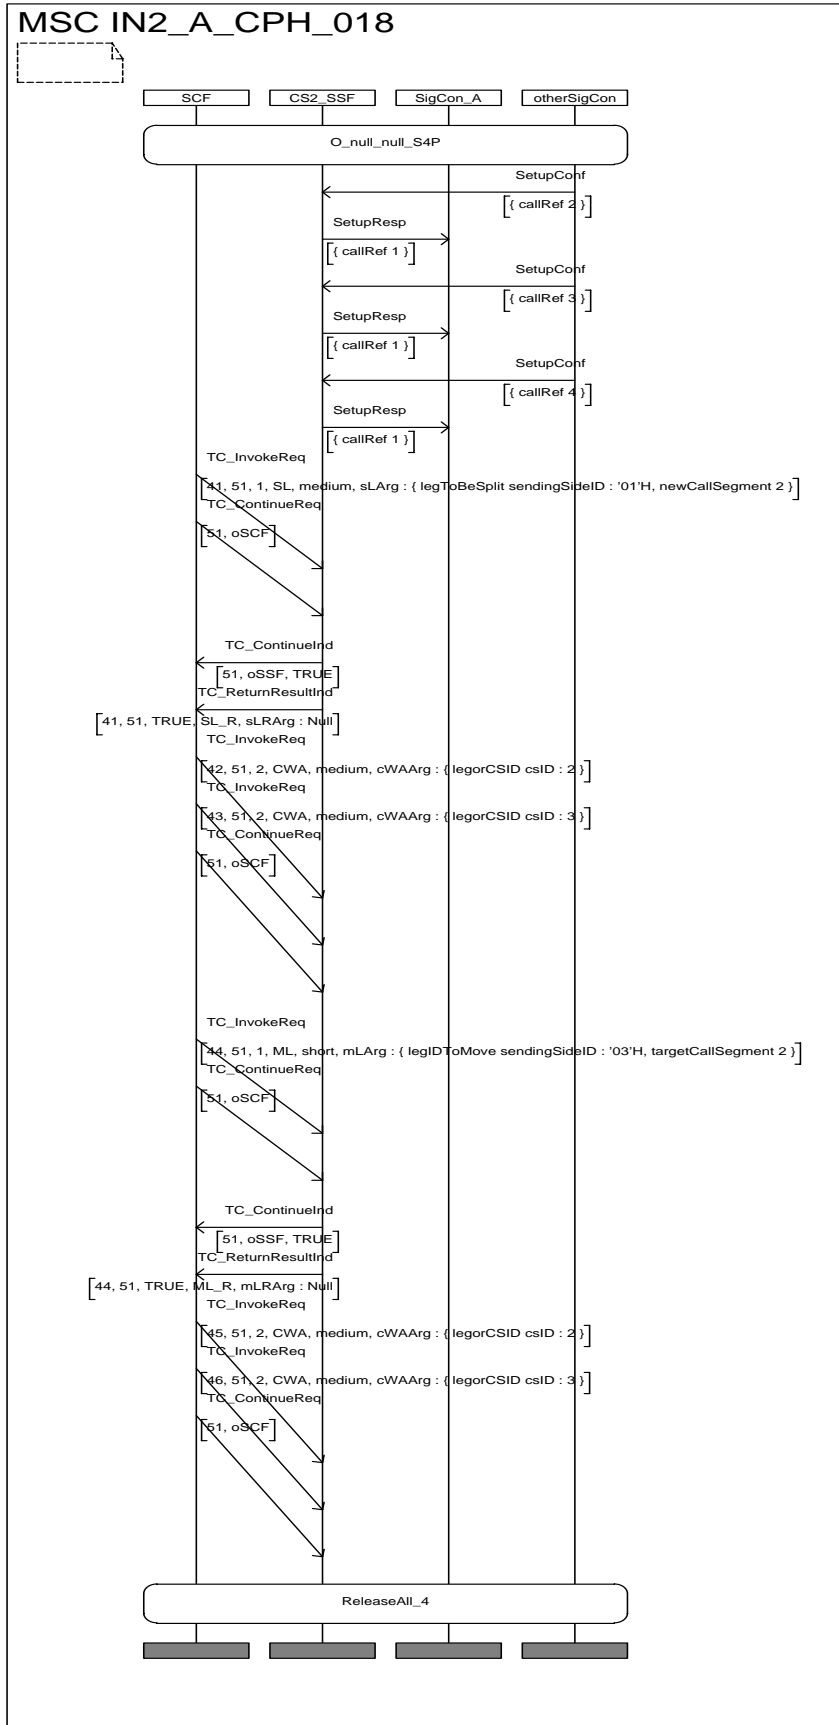 MSC IN2_A_CPH_018
SCF CS2_SSF SigCon_A otherSigCon
O_null_null_S4P
SetupConf
{ callRef 2 }
SetupResp
{ callRef 1 }
SetupConf
{ callRef 3 }
SetupResp
{ callRef 1 }
SetupConf
{ callRef 4 }
SetupResp
{ callRef 1 }
TC_InvokeReq
41, 51, 1, SL, medium, sLArg : { legToBeSplit sendingSideID : '01'H, newCallSegment 2 }
TC_ContinueReq
51, oSCF
TC_ContinueInd
51, oSSF, TRUE
TC_ReturnResultInd
41, 51, TRUE, SL_R, sLRArg : Null
TC_InvokeReq
42, 51, 2, CWA, medium, cWAArg : { legorCSID csID : 2 }
TC_InvokeReq
43, 51, 2, CWA, medium, cWAArg : { legorCSID csID : 3 }
TC_ContinueReq
51, oSCF
TC_InvokeReq
44, 51, 1, ML, short, mLArg : { legIDToMove sendingSideID : '03'H, targetCallSegment 2 }
TC_ContinueReq
51, oSCF
TC_ContinueInd
51, oSSF, TRUE
TC_ReturnResultInd
44, 51, TRUE, ML_R, mLRArg : Null
TC_InvokeReq
45, 51, 2, CWA, medium, cWAArg : { legorCSID csID : 2 }
TC_InvokeReq
46, 51, 2, CWA, medium, cWAArg : { legorCSID csID : 3 }
TC_ContinueReq
51, oSCF
ReleaseAll_4